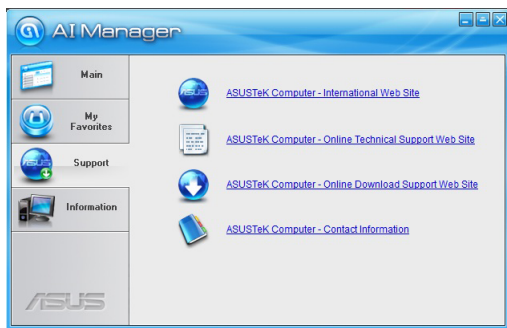 AI Manager
Main
My
Favorites
Support
Information
ASUSTeK Computer - International Web Site
ASUSTeK Computer - Online Technical Support Web Site
ASUSTeK Computer - Online Download Support Web Site
ASUSTeK Computer - Contact Information
ASUS